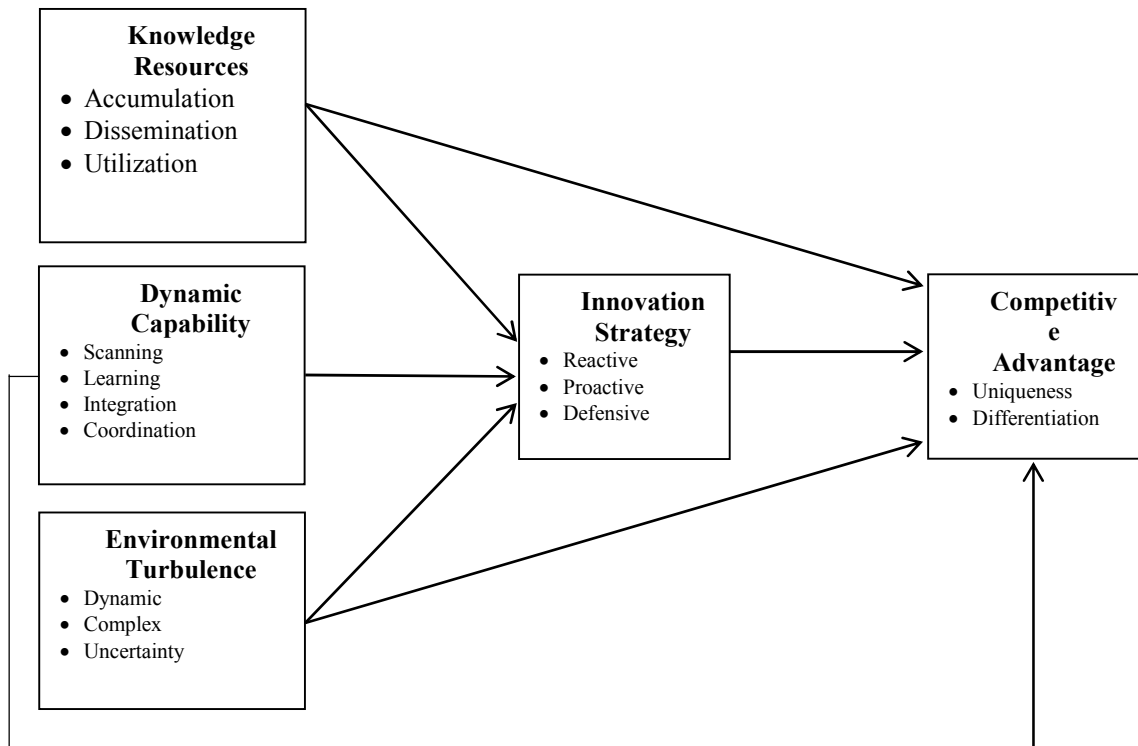 Knowledge
Resources
• Accumulation
• Dissemination
• Utilization
Dynamic
Capability
• Scanning
• Learning
• Integration
• Coordination
Environmental
Turbulence
• Dynamic
• Complex
• Uncertainty
Innovation
Strategy
• Reactive
• Proactive
• Defensive
Competitiv
e
Advantage
• Uniqueness
• Differentiation